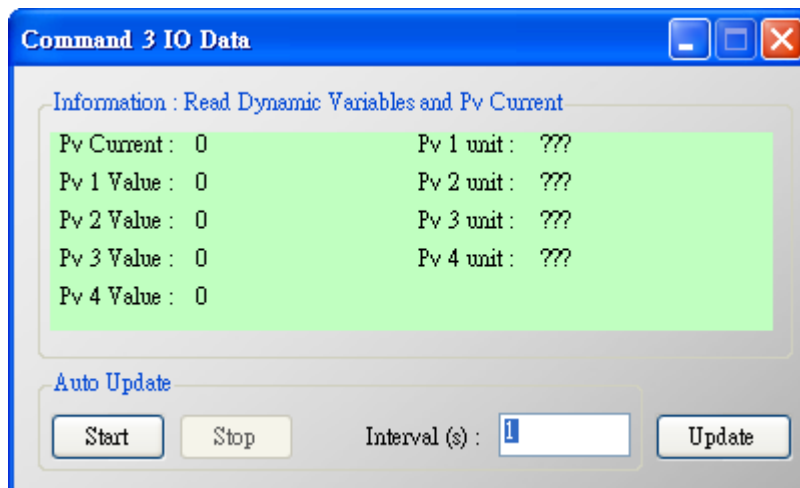 Command 3 IO Data
Information : Read Dynamic Variables and Pv Current
Pv Current : 0 Pv 1 unit : ???
Pv 1 Value : 0 Pv 2 unit : ???
Pv 2 Value : 0 Pv 3 unit : ???
Pv 3 Value : 0 Pv 4 unit : ???
Pv 4 Value : 0
Auto Update
Start Stop Interval (s) : 1 Update